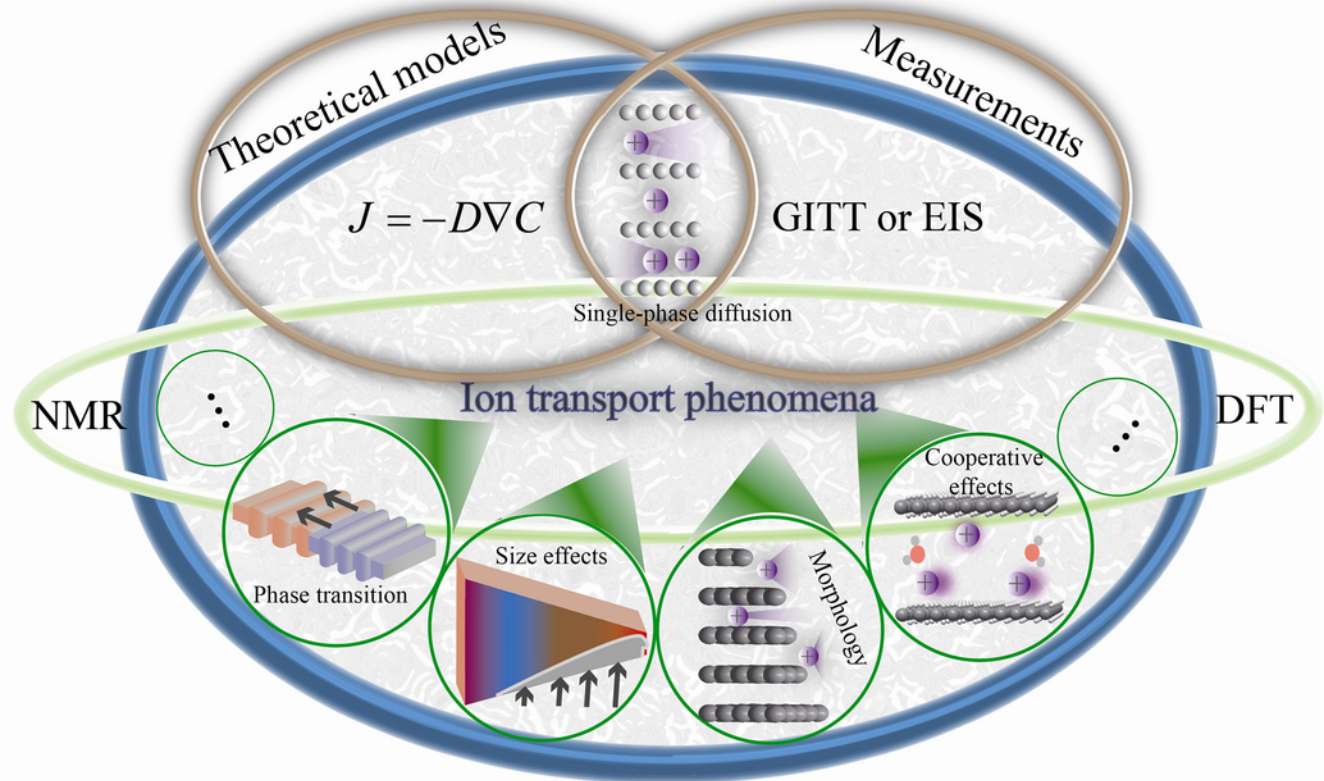 Theoretical models
Measurements
J = −D∇C
GITT or EIS
Single-phase diffusion
Ion transport phenomena
NMR
DFT
Phase transition
Size effects
Morphology
Cooperative
effects